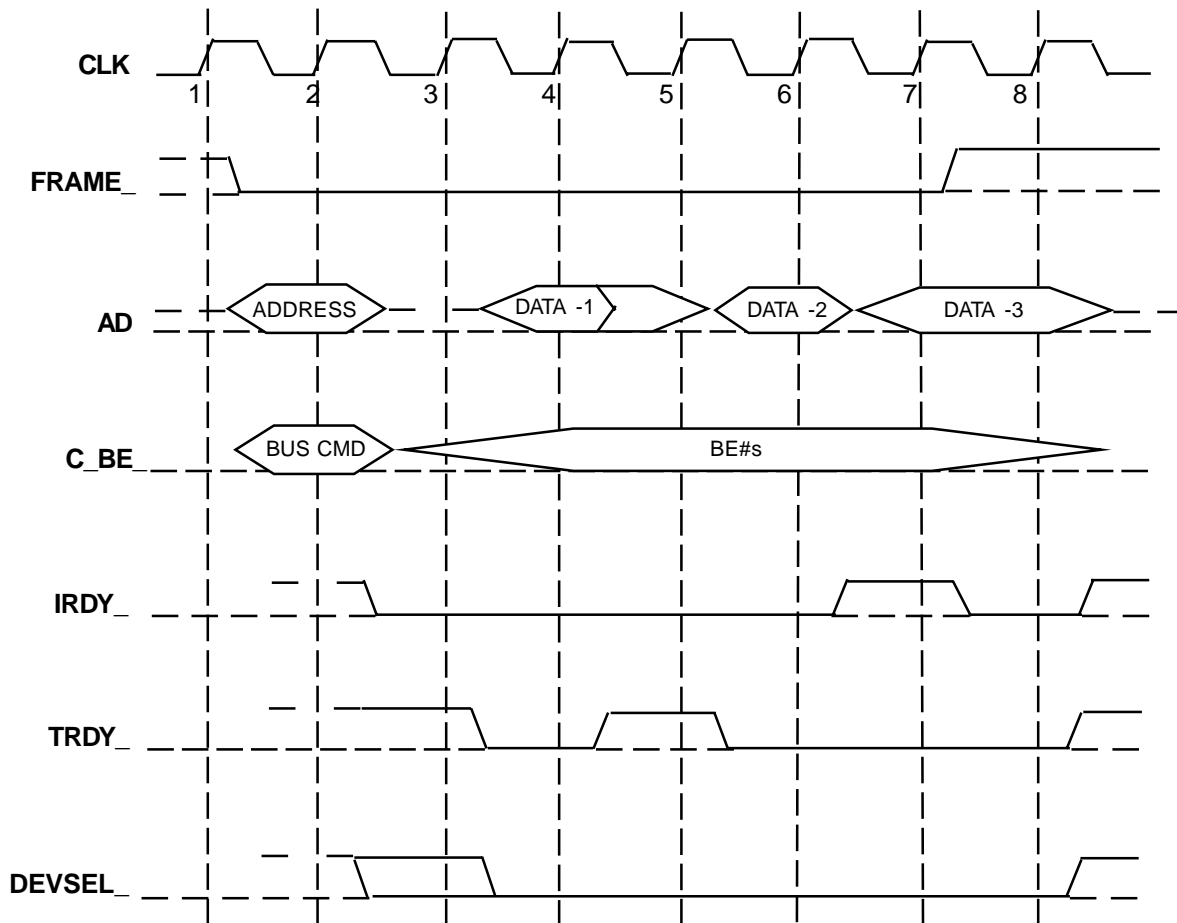 CLK
1 2 3 4 5 6 7 8
FRAME_
ADDRESS DATA -1 DATA -2 DATA -3
AD
BUS CMD BE#s
C_BE_
IRDY_
TRDY_
DEVSEL_